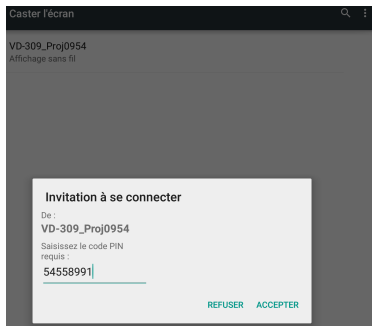 Caster l'écran
VD-309_Proj0954
Affichage sans fil
Invitation à se connecter
De :
VD-309_Proj0954
Saisissez le code PIN
requis :
54558991
REFUSER ACCEPTER